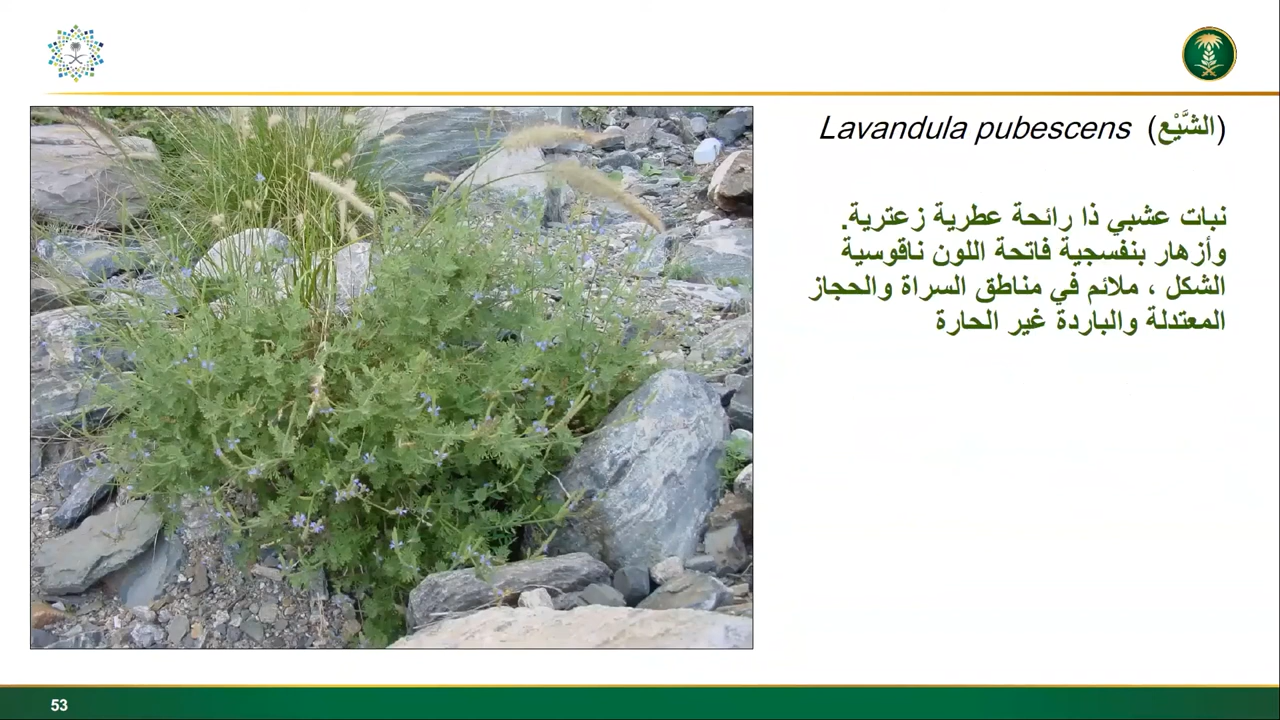 (الشَّيْع) Lavandula pubescens
نبات عشبي ذا رائحة عطرية زعترية.
وأزهار بنفسجية فاتحة اللون ناقوسية
الشكل ، ملائم في مناطق السراة والحجاز
المعتدلة والباردة غير الحارة
53